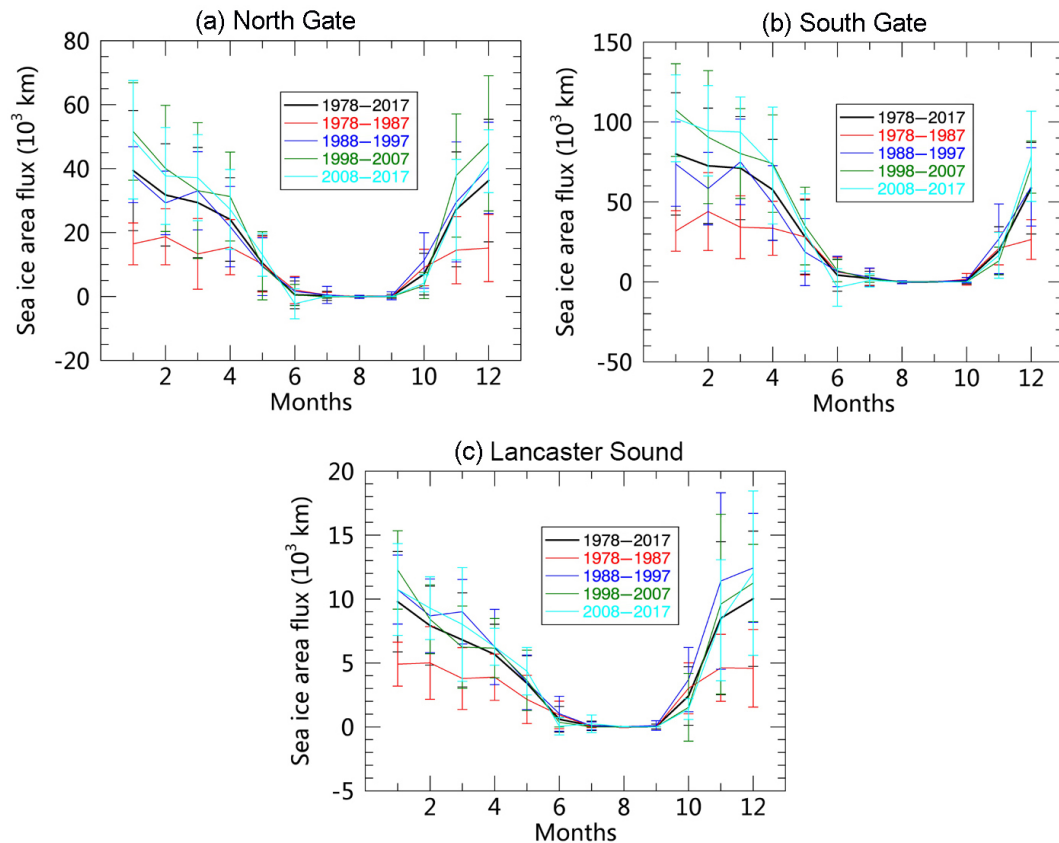 (a) North Gate
80
60
40
20
0
-20
Sea ice area flux (10³ km)
1978−2017
1978−1987
1988−1997
1998−2007
2008−2017
2 4 6 8 10 12
Months
(b) South Gate
150
100
50
0
-50
Sea ice area flux (10³ km)
1978−2017
1978−1987
1988−1997
1998−2007
2008−2017
2 4 6 8 10 12
Months
(c) Lancaster Sound
20
15
10
5
0
-5
Sea ice area flux (10³ km)
1978−2017
1978−1987
1988−1997
1998−2007
2008−2017
2 4 6 8 10 12
Months